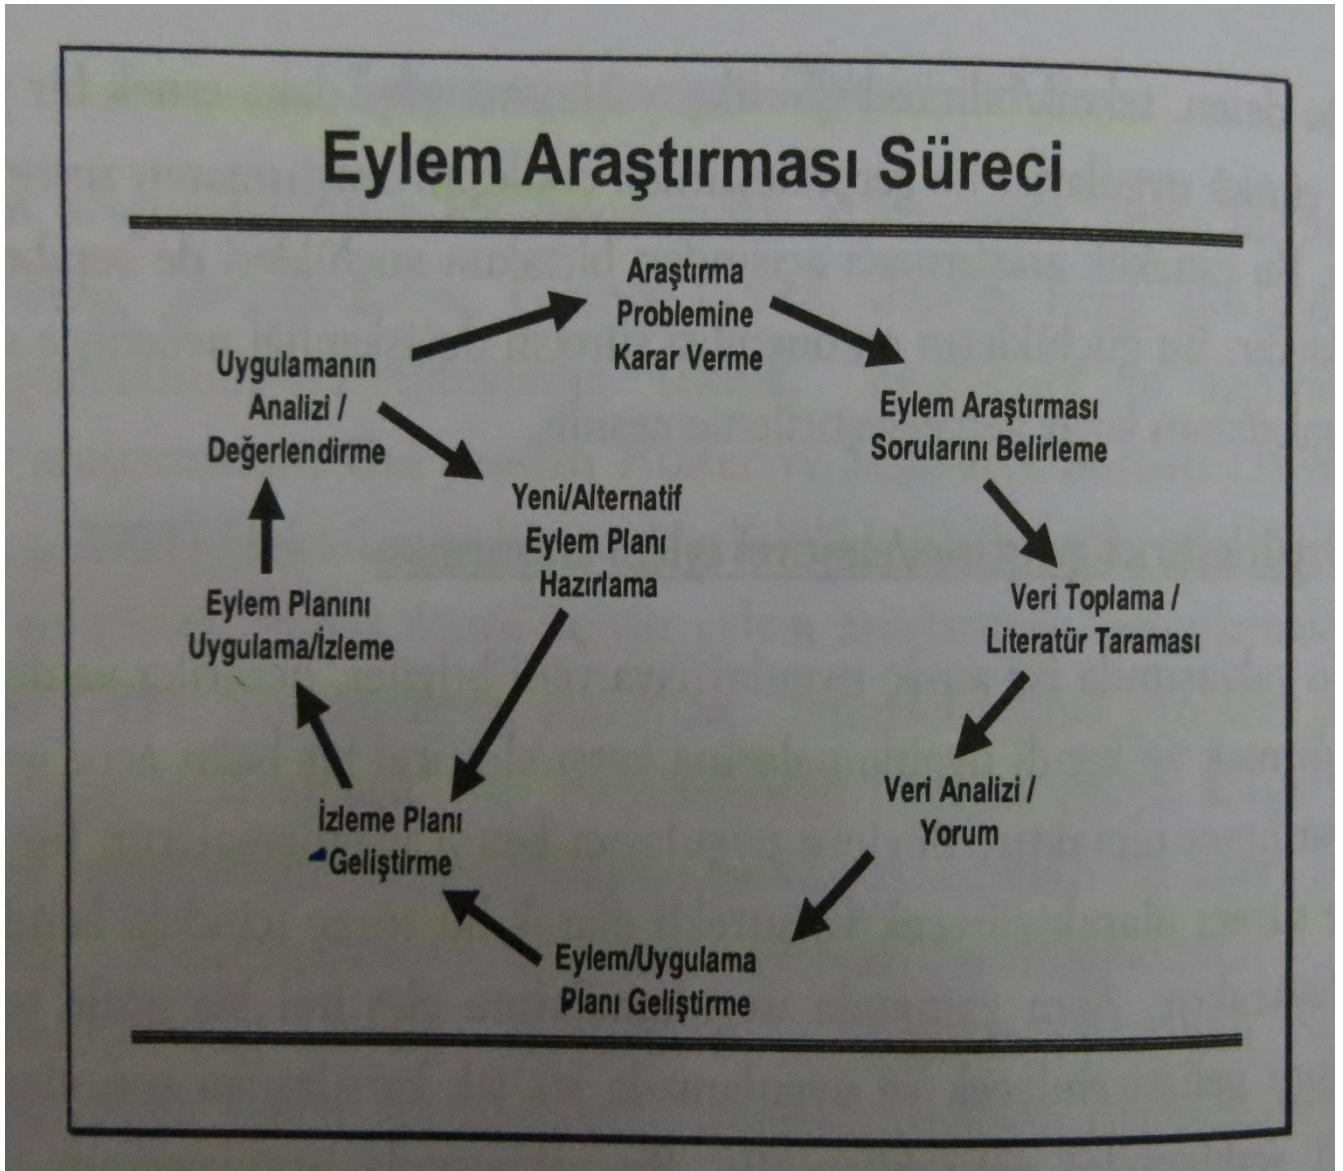 Eylem Araştırması Süreci
Araştırma
Problemine
Karar Verme
Eylem Araştırması
Sorularını Belirleme
Veri Toplama /
Literatür Taraması
Veri Analizi /
Yorum
Eylem/Uygulama
Planı Geliştirme
İzleme Planı
Geliştirme
Eylem Planını
Uygulama/İzleme
Uygulamanın
Analizi /
Değerlendirme
Yeni/Alternatif
Eylem Planı
Hazırlama